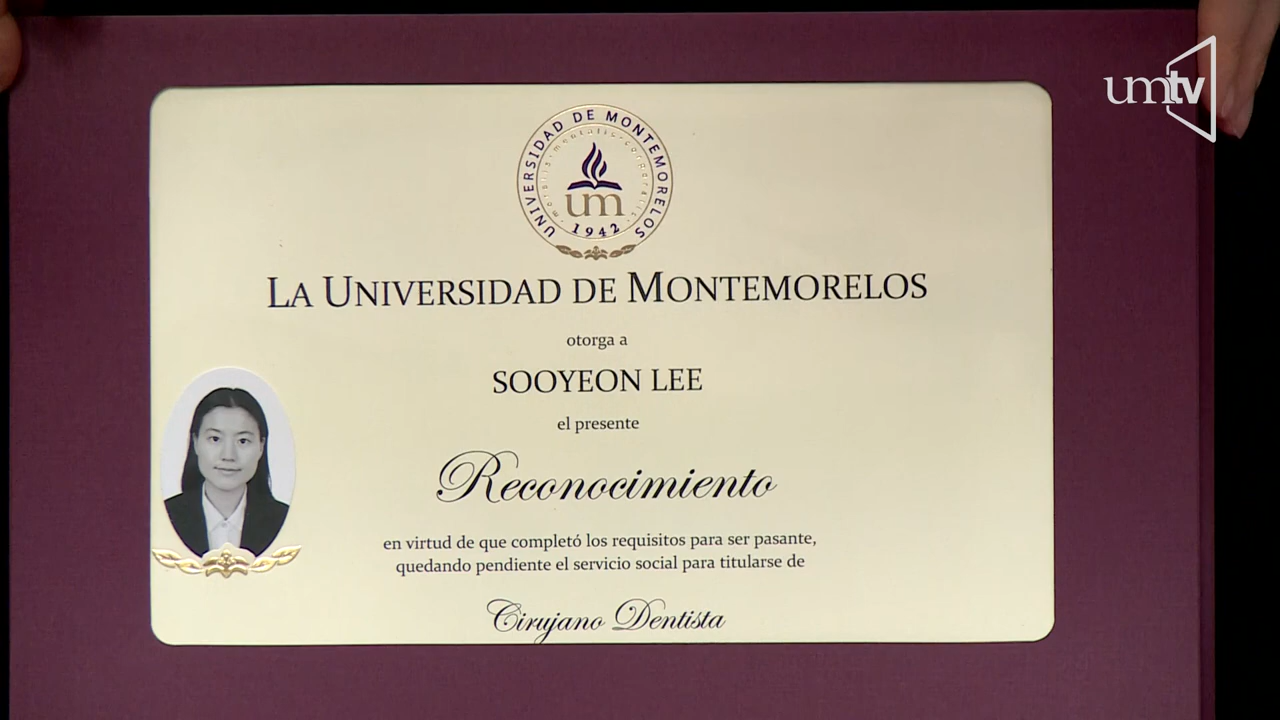 umtv
UNIVERSIDAD DE MONTEMORELOS
um
1942
LA UNIVERSIDAD DE MONTEMORELOS
otorga a
SOOYEON LEE
el presente
Reconocimiento
en virtud de que completó los requisitos para ser pasante,
quedando pendiente el servicio social para titularse de
Cirujano Dentista